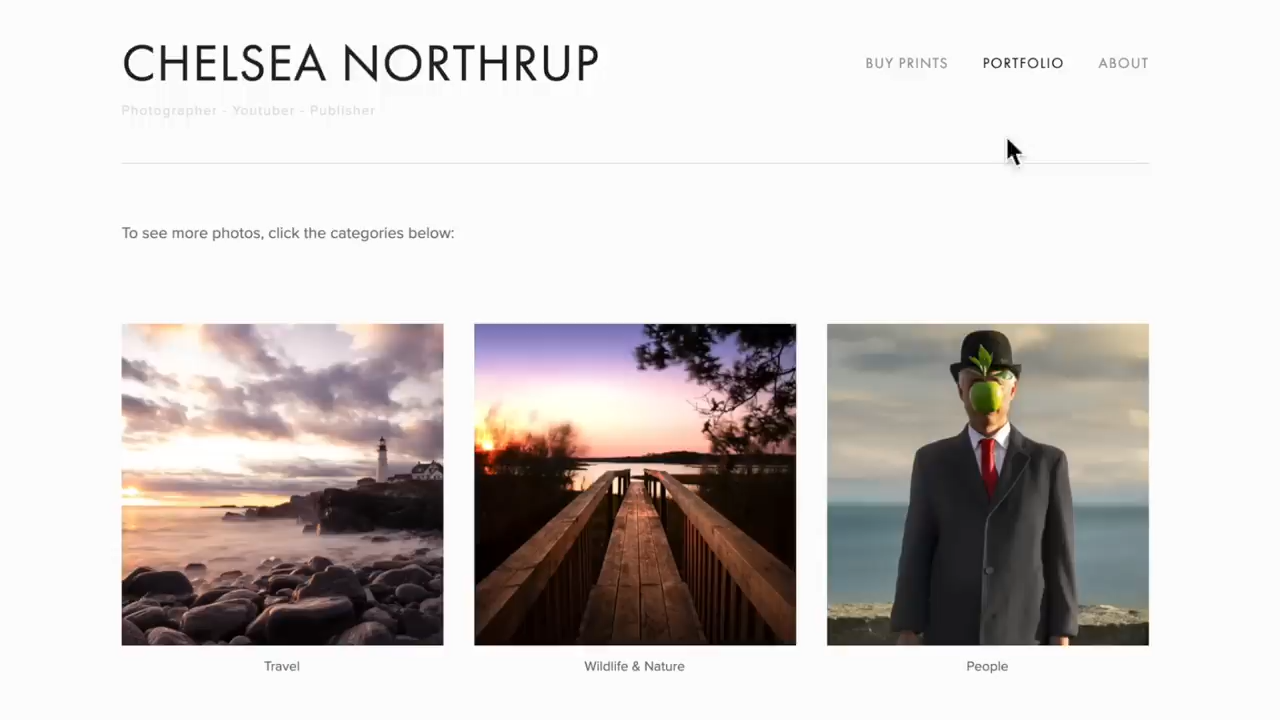 CHELSEA NORTHRUP
BUY PRINTS PORTFOLIO ABOUT
Photographer - Youtuber - Publisher
To see more photos, click the categories below:
Travel
Wildlife & Nature
People